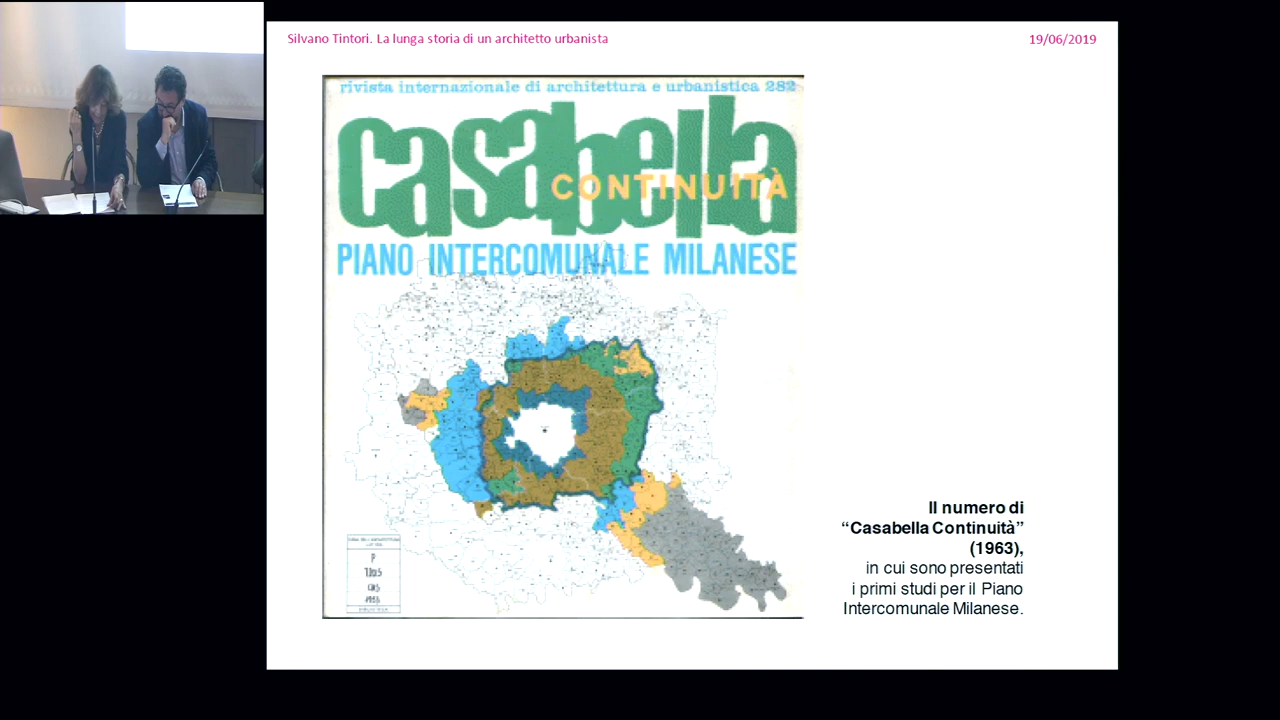 Silvano Tintori. La lunga storia di un architetto urbanista
19/06/2019
rivista internazionale di architettura e urbanistica 282
casabella
CONTINUITÀ
PIANO INTERCOMUNALE MILANESE
P
Il numero di
“Casabella Continuità”
(1963),
in cui sono presentati
i primi studi per il Piano
Intercomunale Milanese.